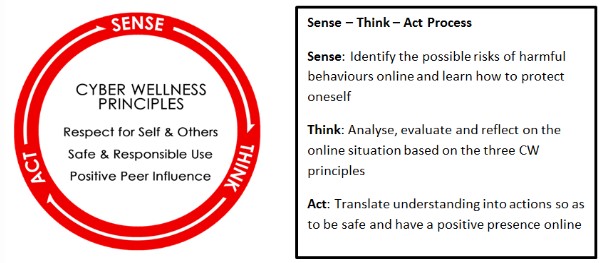 SENSE
THINK
ACT
CYBER WELLNESS
PRINCIPLES
Respect for Self & Others
Safe & Responsible Use
Positive Peer Influence
Sense – Think – Act Process
Sense: Identify the possible risks of harmful
behaviours online and learn how to protect
oneself
Think: Analyse, evaluate and reflect on the
online situation based on the three CW
principles
Act: Translate understanding into actions so as
to be safe and have a positive presence online